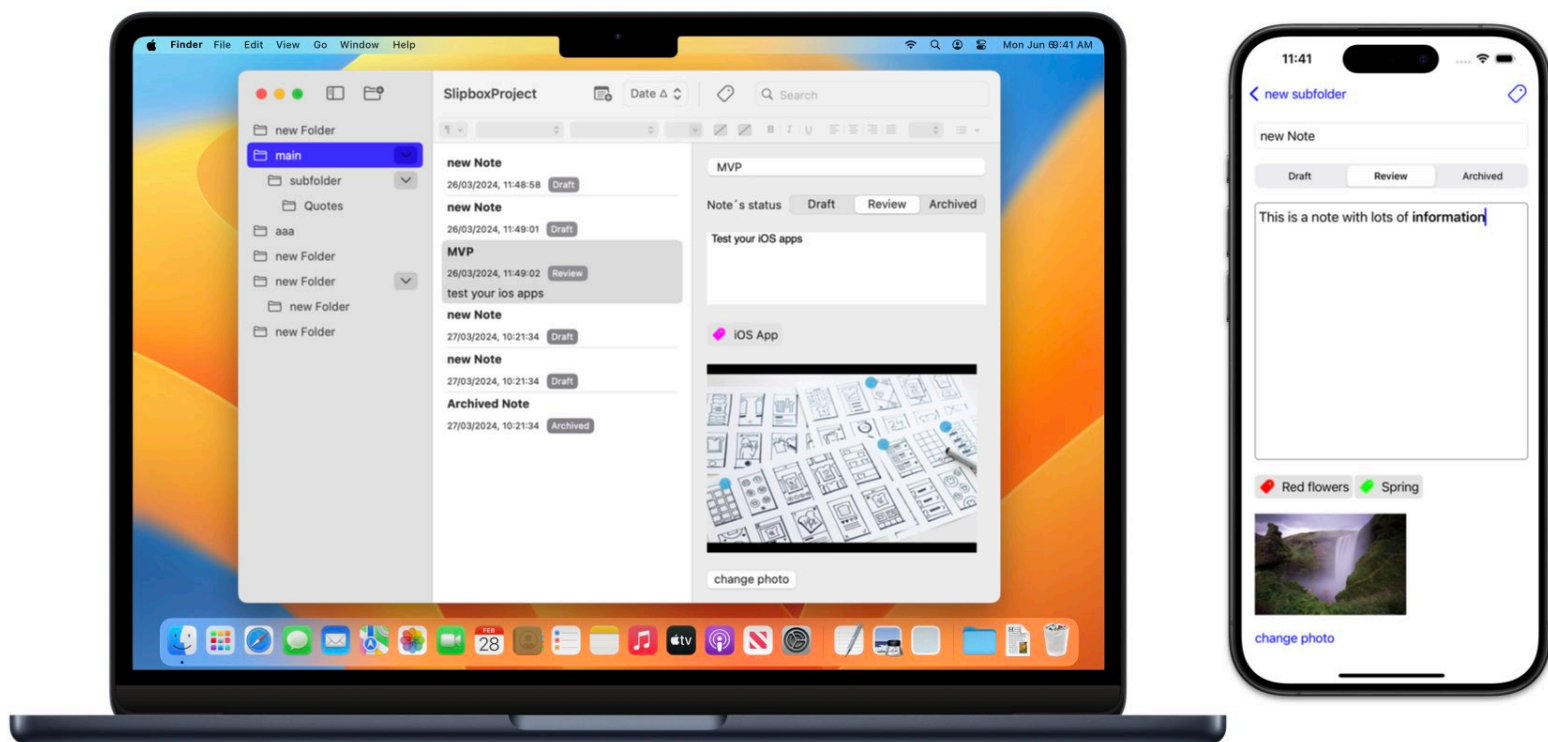 Finder File Edit View Go Window Help
Mon Jun 9:41 AM
SlipboxProject
Date
Search
new Folder
main
subfolder
Quotes
aaa
new Folder
new Folder
new Folder
new Folder
B I U
new Note
26/03/2024, 11:48:58 Draft
new Note
26/03/2024, 11:49:01 Draft
MVP
26/03/2024, 11:49:02 Review
test your ios apps
new Note
27/03/2024, 10:21:34 Draft
new Note
27/03/2024, 10:21:34 Draft
Archived Note
27/03/2024, 10:21:34 Archived
MVP
Note´s status Draft Review Archived
Test your iOS apps
iOS App
change photo
FEB
28
tv
11:41
new subfolder
new Note
Draft Review Archived
This is a note with lots of information
Red flowers Spring
change photo